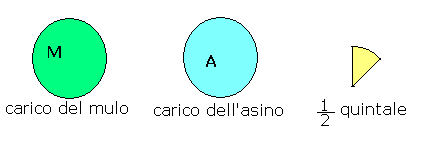 M
A
carico del mulo
carico dell'asino
1/2 quintale